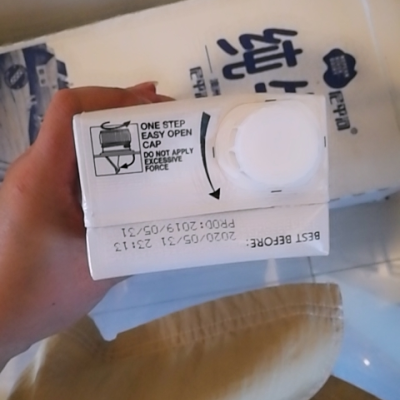 ONE STEP
EASY OPEN
CAP
DO NOT APPLY
EXCESSIVE
FORCE
BEST BEFORE: 2020/05/31 23:13
PROD:2019/05/31
纯